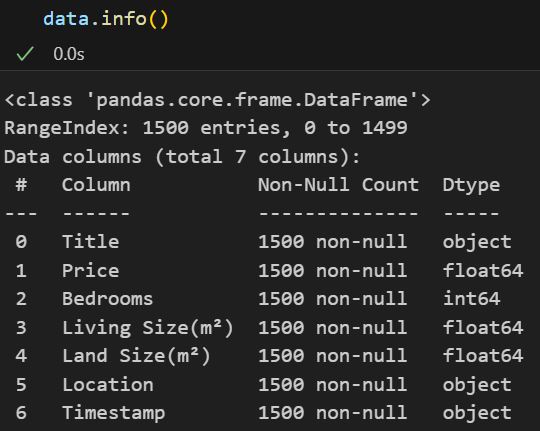 data.info()
✓ 0.0s
<class 'pandas.core.frame.DataFrame'>
RangeIndex: 1500 entries, 0 to 1499
Data columns (total 7 columns):
 #   Column           Non-Null Count  Dtype
---  ------           --------------  -----
 0   Title            1500 non-null   object
 1   Price            1500 non-null   float64
 2   Bedrooms         1500 non-null   int64
 3   Living Size(m²)  1500 non-null   float64
 4   Land Size(m²)    1500 non-null   float64
 5   Location         1500 non-null   object
 6   Timestamp        1500 non-null   object